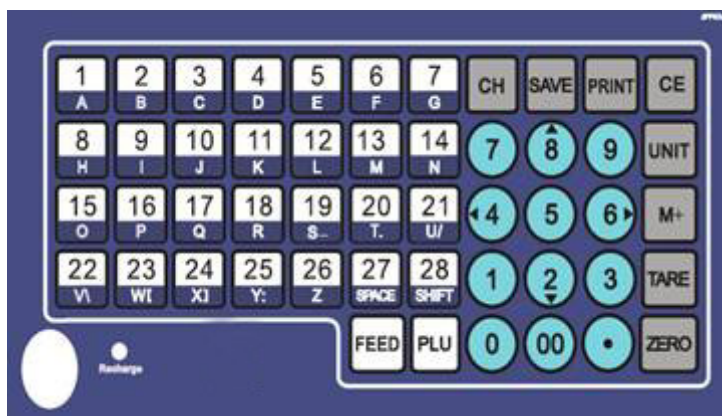 1 2 3 4 5 6 7 CH SAVE PRINT CE
A B C D E F G
8 9 10 11 12 13 14 7 8 9 UNIT
H I J K L M N
15 16 17 18 19 20 21 4 5 6 M+
O P Q R S_ T. U/
22 23 24 25 26 27 28 1 2 3 TARE
V\ W[ X] Y: Z SPACE SHIFT
FEED PLU 0 00 • ZERO
Recharge